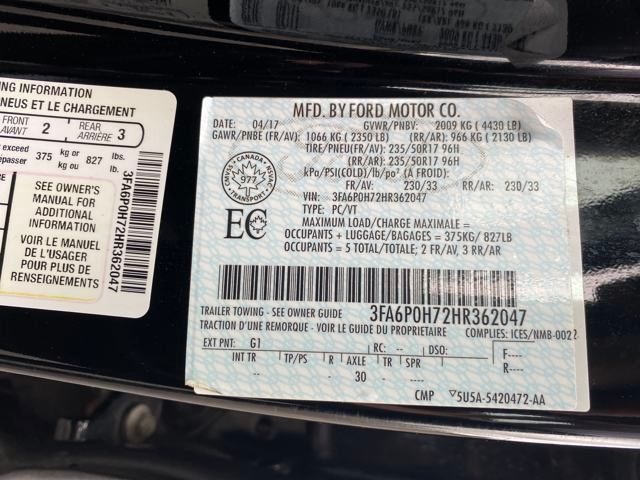 NG INFORMATION
NEUS ET LE CHARGEMENT
FRONT
AVANT 2 REAR
ARRIÈRE 3
exceed
passer 375 kg or
kg ou 827 lbs.
lb.
SEE OWNER'S
MANUAL FOR
ADDITIONAL
INFORMATION
VOIR LE MANUEL
DE L'USAGER
POUR PLUS DE
RENSEIGNEMENTS
3FA6P0H72HR362047
MFD. BY FORD MOTOR CO.
DATE: 04/17 GVWR/PNBV: 2009 KG ( 4430 LB)
GAWR/PNBE (FR/AV): 1066 KG ( 2350 LB) (RR/AR): 966 KG ( 2130 LB)
TIRE/PNEU(FR/AV): 235/50R17 96H
(RR/AR): 235/50R17 96H
kPa/PSI(COLD)/lb/po² (A FROID):
FR/AV: 230/33 RR/AR: 230/33
VIN: 3FA6P0H72HR362047
TYPE: PC/VT
MAXIMUM LOAD/CHARGE MAXIMALE =
OCCUPANTS + LUGGAGE/BAGAGES = 375KG/ 827LB
OCCUPANTS = 5 TOTAL/TOTALE; 2 FR/AV, 3 RR/AR
CMVSS · CANADA · NSVAC
977
TRANSPORT
EC
TRAILER TOWING - SEE OWNER GUIDE 3FA6P0H72HR362047
TRACTION D'UNE REMORQUE - VOIR LE GUIDE DU PROPRIETAIRE COMPLIES: ICES/NMB-002
EXT PNT: G1 RC: -- DSO: F----
R----
INT TR TP/PS R AXLE TR SPR
-- -- 30 --
CMP 5U5A-5420472-AA